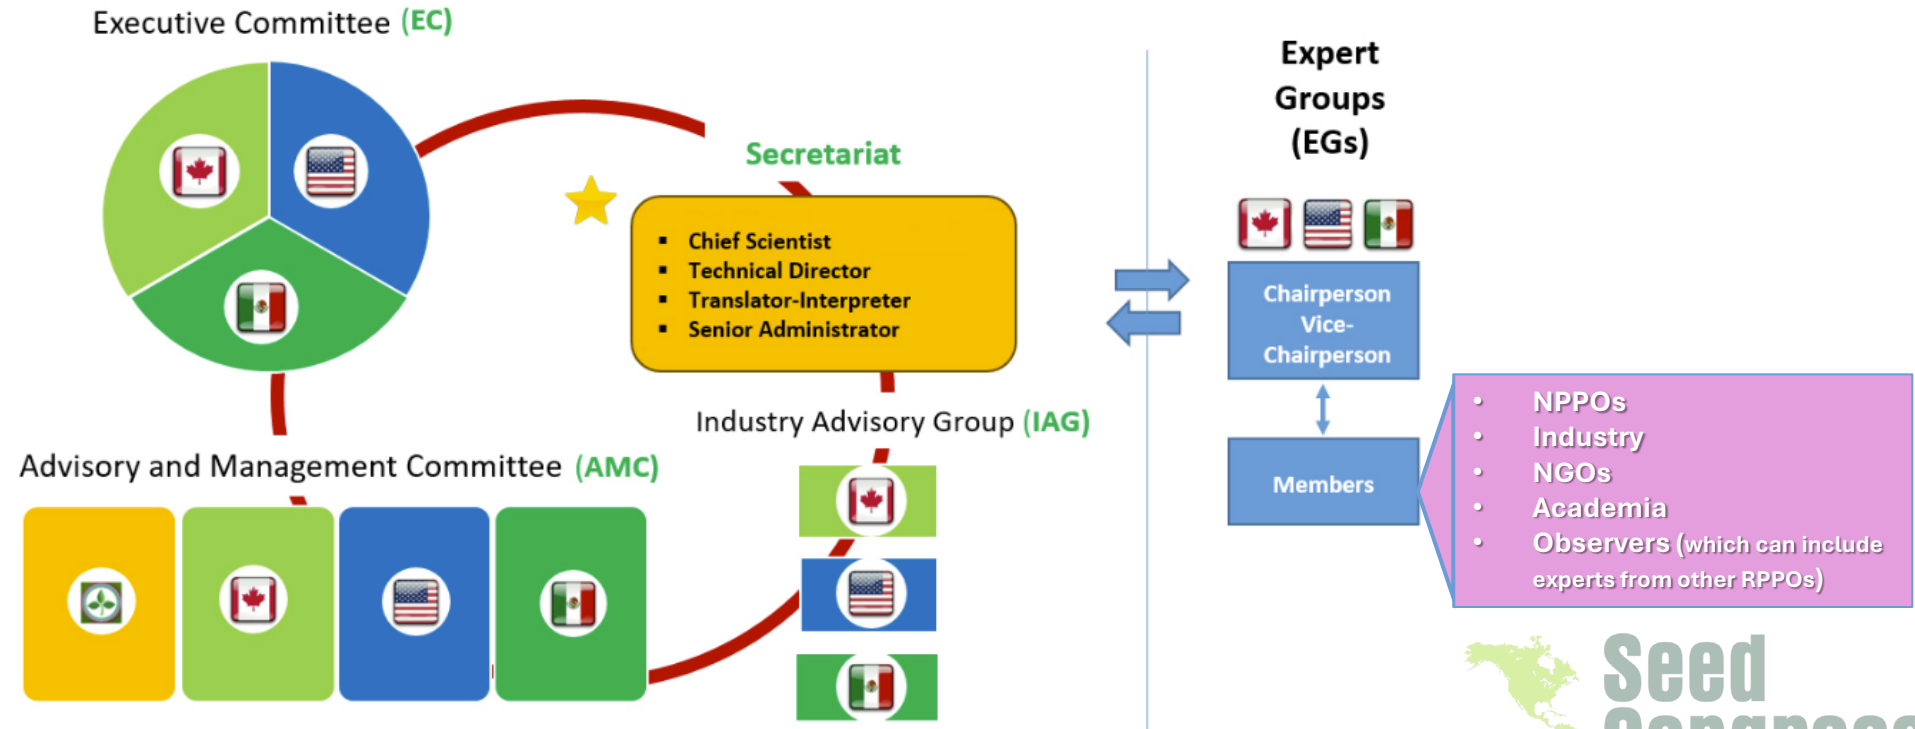 Executive Committee (EC)
Secretariat
▪ Chief Scientist
▪ Technical Director
▪ Translator-Interpreter
▪ Senior Administrator
Industry Advisory Group (IAG)
Advisory and Management Committee (AMC)
Expert
Groups
(EGs)
Chairperson
Vice-
Chairperson
Members
• NPPOs
• Industry
• NGOs
• Academia
• Observers (which can include
experts from other RPPOs)
Seed